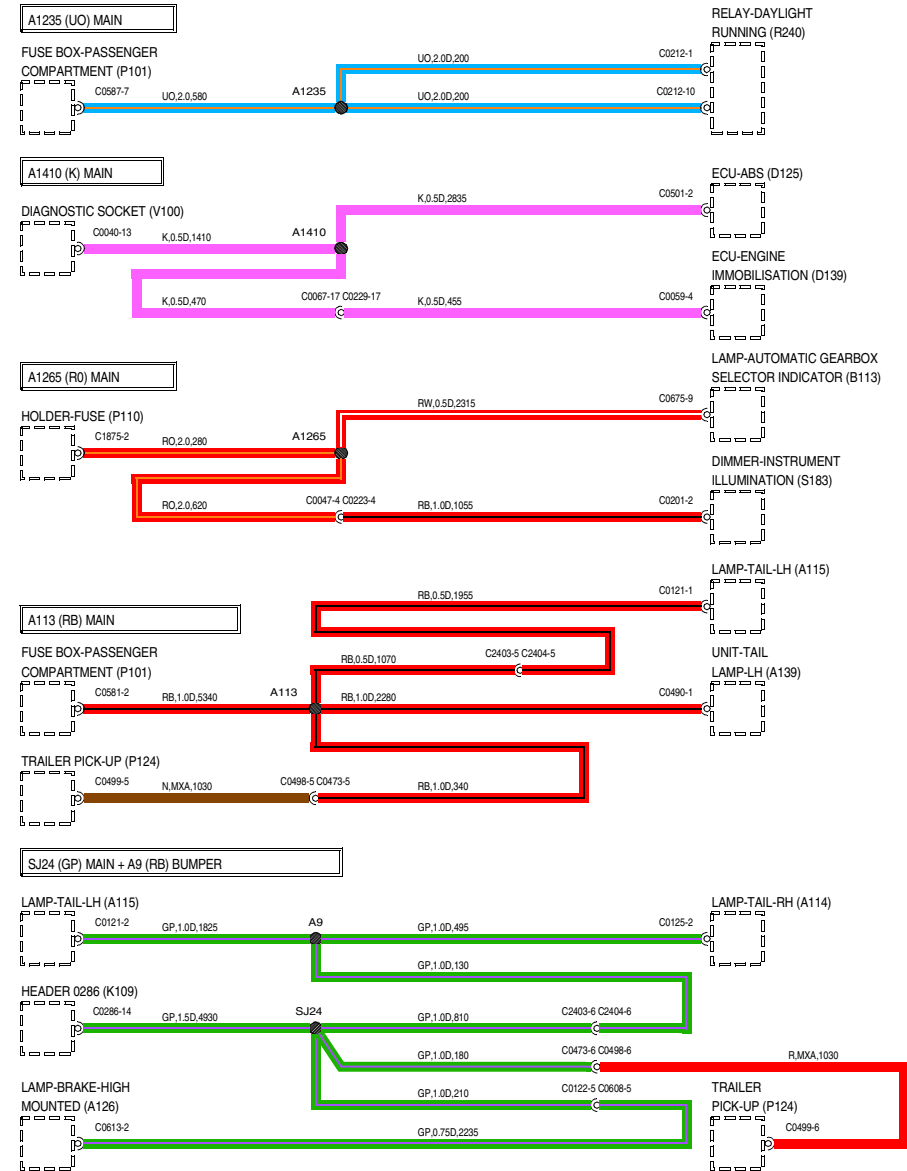 A1235 (UO) MAIN
RELAY-DAYLIGHT
RUNNING (R240)
FUSE BOX-PASSENGER
COMPARTMENT (P101)
UO,2.0D,200
C0212-1
C0587-7
UO,2.0,580
A1235
UO,2.0D,200
C0212-10
A1410 (K) MAIN
ECU-ABS (D125)
K,0.5D,2835
C0501-2
DIAGNOSTIC SOCKET (V100)
C0040-13
K,0.5D,1410
A1410
ECU-ENGINE
IMMOBILISATION (D139)
K,0.5D,470
C0067-17 C0229-17
K,0.5D,455
C0059-4
LAMP-AUTOMATIC GEARBOX
SELECTOR INDICATOR (B113)
A1265 (R0) MAIN
RW,0.5D,2315
C0675-9
HOLDER-FUSE (P110)
C1875-2
RO,2.0,280
A1265
DIMMER-INSTRUMENT
ILLUMINATION (S183)
RO,2.0,620
C0047-4 C0223-4
RB,1.0D,1055
C0201-2
LAMP-TAIL-LH (A115)
RB,0.5D,1955
C0121-1
A113 (RB) MAIN
FUSE BOX-PASSENGER
COMPARTMENT (P101)
RB,0.5D,1070
C2403-5 C2404-5
UNIT-TAIL
LAMP-LH (A139)
C0581-2
RB,1.0D,5340
A113
RB,1.0D,2280
C0490-1
TRAILER PICK-UP (P124)
C0499-5
N,MXA,1030
C0498-5 C0473-5
RB,1.0D,340
SJ24 (GP) MAIN + A9 (RB) BUMPER
LAMP-TAIL-LH (A115)
LAMP-TAIL-RH (A114)
C0121-2
GP,1.0D,1825
A9
GP,1.0D,495
C0125-2
GP,1.0D,130
HEADER 0286 (K109)
C0286-14
GP,1.5D,4930
SJ24
GP,1.0D,810
C2403-6 C2404-6
GP,1.0D,180
C0473-6 C0498-6
R,MXA,1030
LAMP-BRAKE-HIGH
MOUNTED (A126)
GP,1.0D,210
C0122-5 C0608-5
TRAILER
PICK-UP (P124)
C0613-2
GP,0.75D,2235
C0499-6